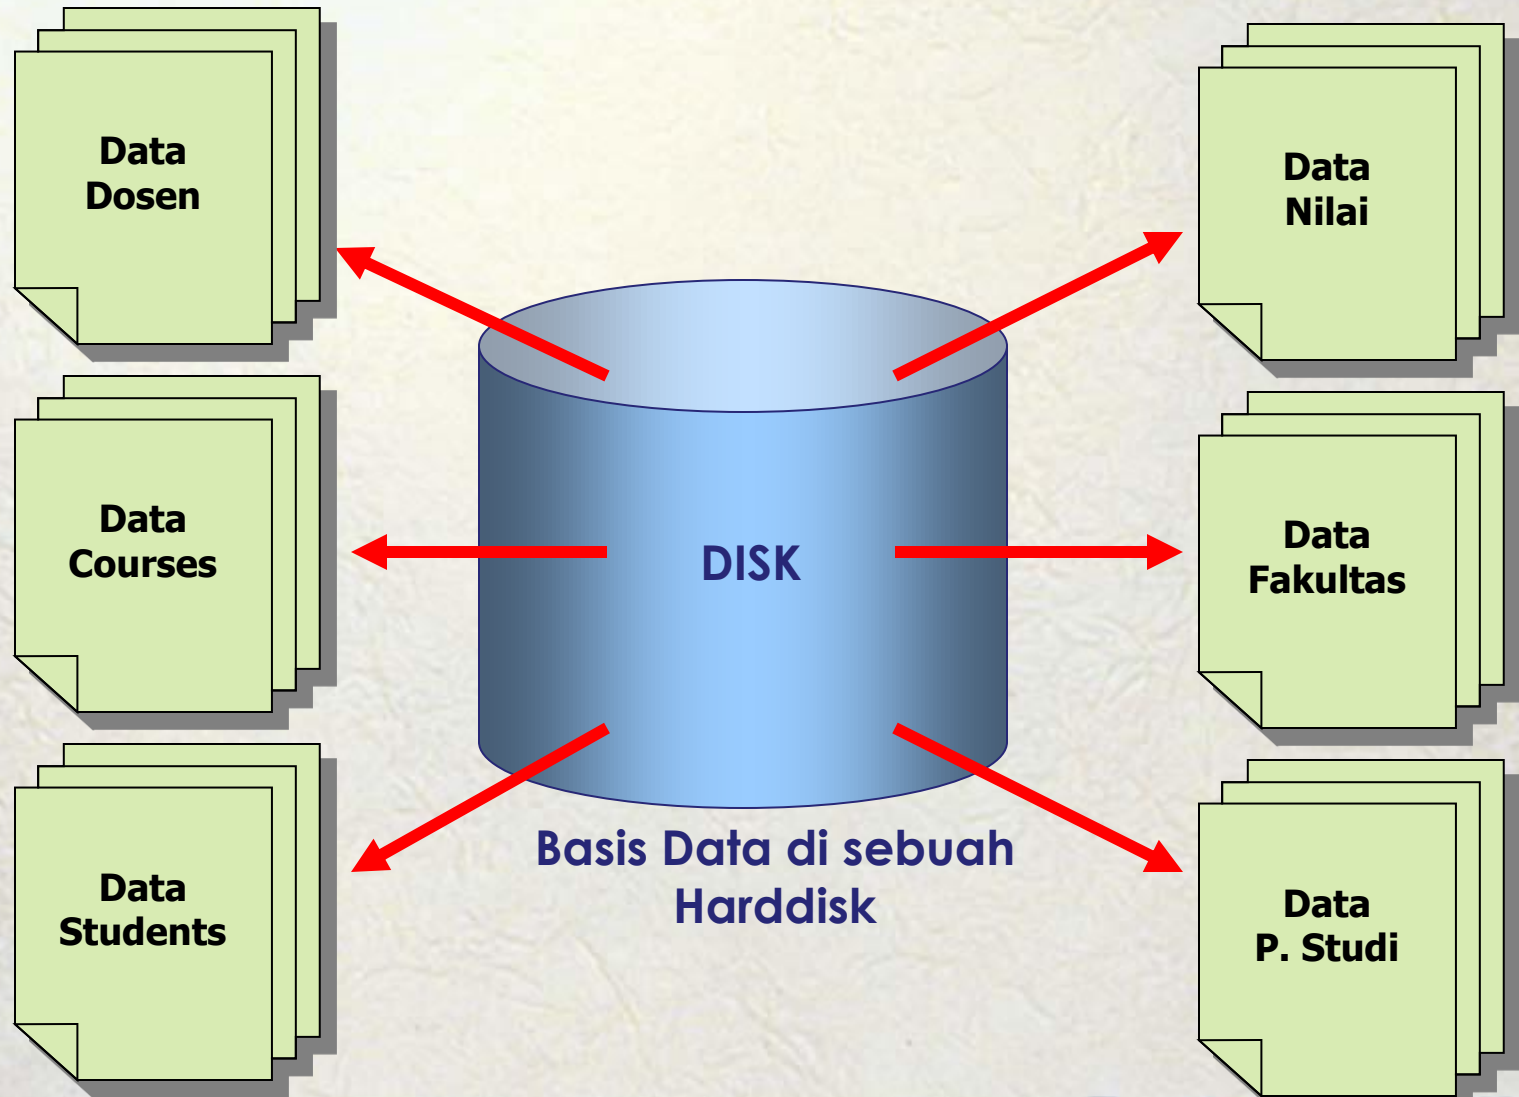 Data
Dosen
Data
Courses
Data
Students
DISK
Basis Data di sebuah
Harddisk
Data
Nilai
Data
Fakultas
Data
P. Studi